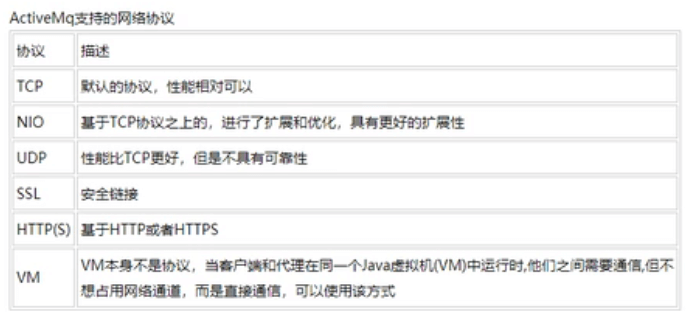 ActiveMq支持的网络协议
协议 描述
TCP 默认的协议，性能相对可以
NIO 基于TCP协议之上的，进行了扩展和优化，具有更好的扩展性
UDP 性能比TCP更好，但是不具有可靠性
SSL 安全链接
HTTP(S) 基于HTTP或者HTTPS
VM VM本身不是协议，当客户端和代理在同一个Java虚拟机(VM)中运行时,他们之间需要通信,但不
想占用网络通道，而是直接通信，可以使用该方式